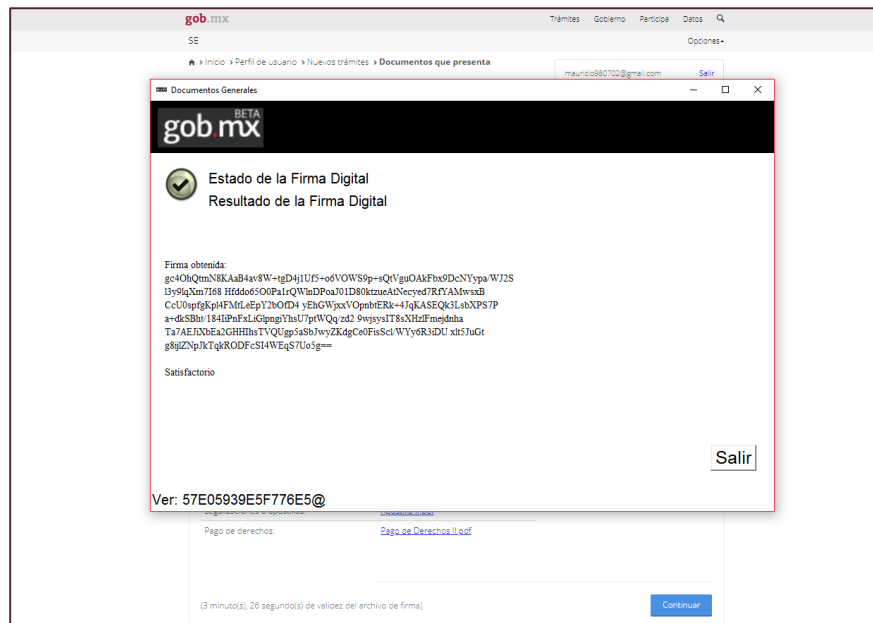 gob.mx
Trámites Gobierno Participa Datos
SE
Opciones
Inicio > Perfil de usuario > Nuevos trámites > Documentos que presenta
mauricio980702@gmail.com Salir
Documentos Generales
gob.mx BETA
Estado de la Firma Digital
Resultado de la Firma Digital
Firma obtenida:
gc4OhQtmN8KAaB4av8W+tgD4j1Uf5+o6VOWS9p+sQtVguOAkFbx9DcNYypa/WJ2S
l3y9lqXm7I68 Hfddo65O0Pa1rQWlnDPoaJ01D80ktzueAtNecyed7RfYAMwsxB
CcU0spfgKpl4FMtLeEpY2bOfD4 yEhGWjxxVOpnbtERk+4JqKASEQk3LsbXPS7P
a+dkSBht/184IiPnFxLiGlpngiYhsU7ptWQq/zd2 9wjsysIT8sXHzlFmejdnha
Ta7AEJiXbEa2GHHIhsTVQUgp5aSbJwyZKdgCe0FisScl/WYy6R3iDU xlt5JuGt
g8ijlZNpJkTqkRODFcSI4WEqS7Uo5g==
Satisfactorio
Salir
Ver: 57E05939E5F776E5@
Pago de derechos: Pago de Derechos II.pdf
(3 minuto(s), 26 segundo(s) de validez del archivo de firma)
Continuar